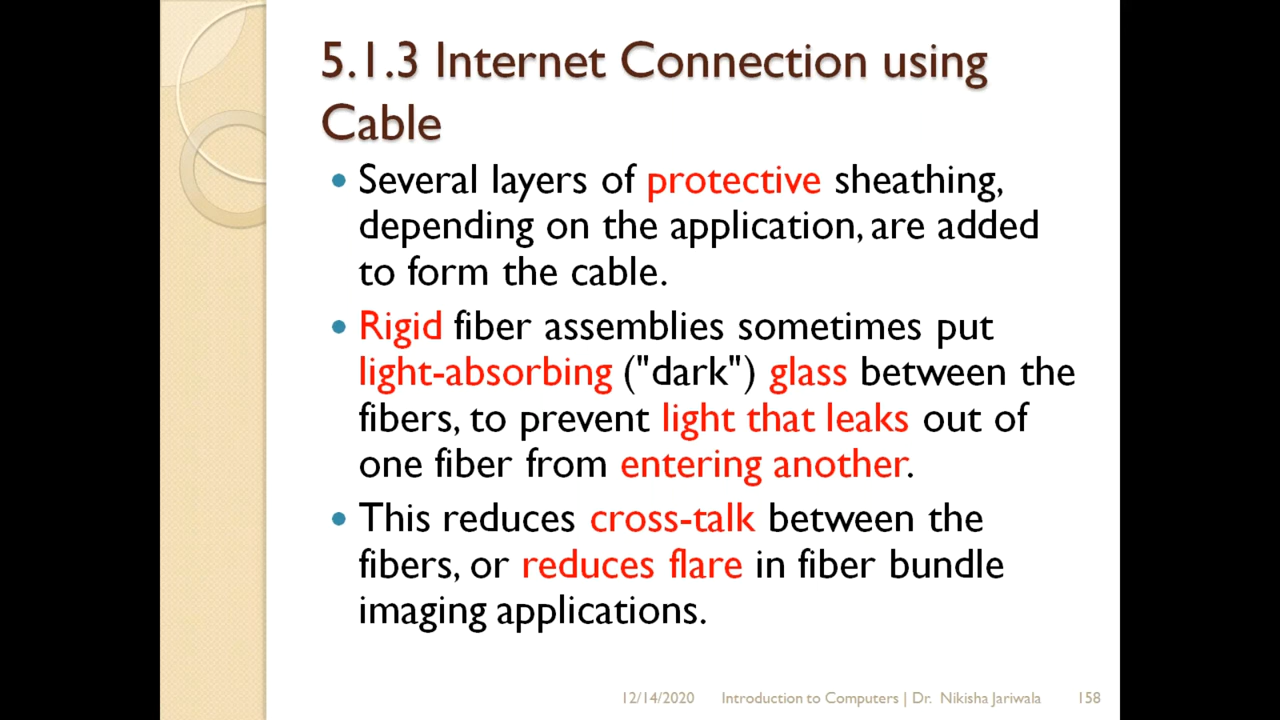 5.1.3 Internet Connection using
Cable
• Several layers of protective sheathing,
depending on the application, are added
to form the cable.
• Rigid fiber assemblies sometimes put
light-absorbing ("dark") glass between the
fibers, to prevent light that leaks out of
one fiber from entering another.
• This reduces cross-talk between the
fibers, or reduces flare in fiber bundle
imaging applications.
12/14/2020 Introduction to Computers | Dr. Nikisha Jariwala 158